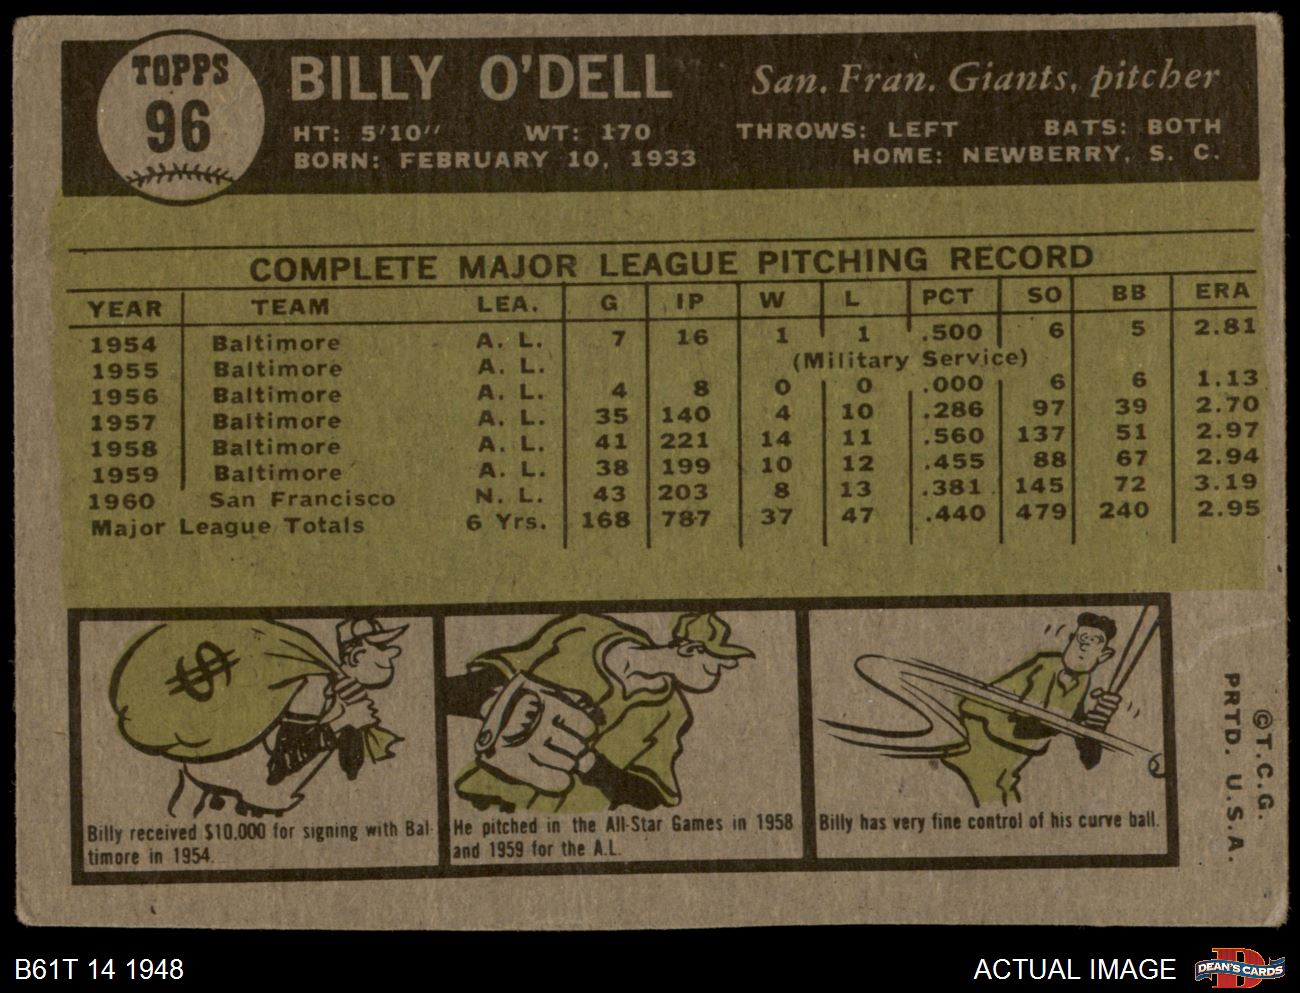 TOPPS
96
BILLY O'DELL
San. Fran. Giants, pitcher
HT: 5'10" WT: 170 THROWS: LEFT BATS: BOTH
BORN: FEBRUARY 10, 1933 HOME: NEWBERRY, S. C.
COMPLETE MAJOR LEAGUE PITCHING RECORD
YEAR TEAM LEA. G IP W L PCT SO BB ERA
1954 Baltimore A. L. 7 16 1 1 .500 6 5 2.81
1955 Baltimore A. L. (Military Service)
1956 Baltimore A. L. 4 8 0 0 .000 6 6 1.13
1957 Baltimore A. L. 35 140 4 10 .286 97 39 2.70
1958 Baltimore A. L. 41 221 14 11 .560 137 51 2.97
1959 Baltimore A. L. 38 199 10 12 .455 88 67 2.94
1960 San Francisco N. L. 43 203 8 13 .381 145 72 3.19
Major League Totals 6 Yrs. 168 787 37 47 .440 479 240 2.95
$
Billy received $10,000 for signing with Bal-
timore in 1954.
He pitched in the All-Star Games in 1958
and 1959 for the A.L.
Billy has very fine control of his curve ball.
©T.C.G.
PRTD. U.S.A.
B61T 14 1948
ACTUAL IMAGE
DEAN'S CARDS